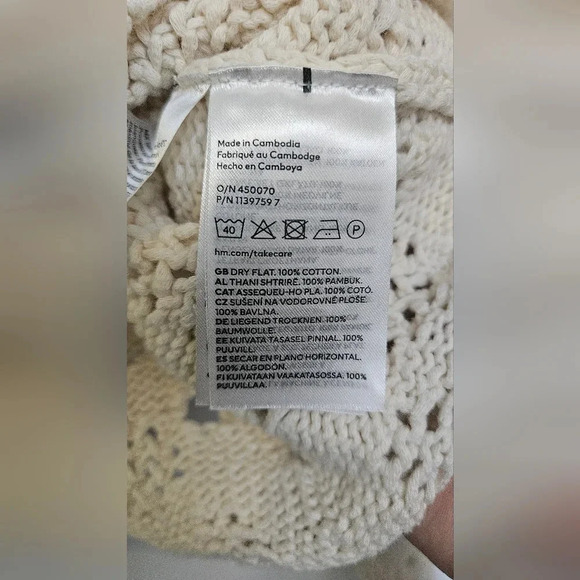 Made in Cambodia
Fabriqué au Cambodge
Hecho en Camboya
O/N 450070
P/N 1139759 7
40 P
hm.com/takecare
GB DRY FLAT. 100% COTTON.
AL THANI SHTRIRË. 100% PAMBUK.
CAT ASSEQUEU-HO PLA. 100% COTÓ.
CZ SUŠENÍ NA VODOROVNÉ PLOŠE.
100% BAVLNA.
DE LIEGEND TROCKNEN. 100%
BAUMWOLLE.
EE KUIVATA TASASEL PINNAL. 100%
PUUVILL.
ES SECAR EN PLANO HORIZONTAL.
100% ALGODÓN.
FI KUIVATAAN VAAKATASOSSA. 100%
PUUVILLAA.